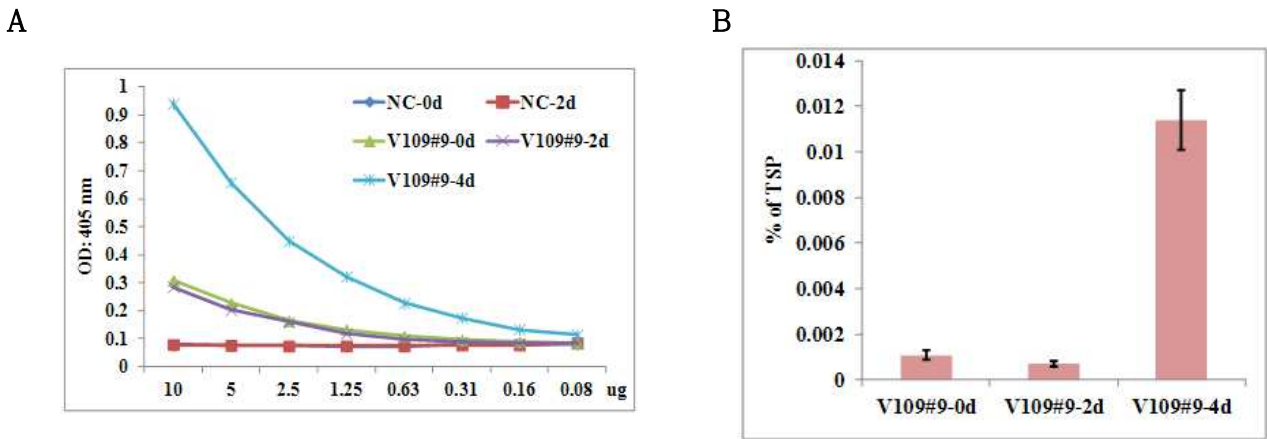 A
B
NC-0d
NC-2d
V109#9-0d
V109#9-2d
V109#9-4d
OD: 405 nm
1
0.9
0.8
0.7
0.6
0.5
0.4
0.3
0.2
0.1
0
10 5 2.5 1.25 0.63 0.31 0.16 0.08 ug
% of TSP
0.014
0.012
0.01
0.008
0.006
0.004
0.002
0
V109#9-0d V109#9-2d V109#9-4d